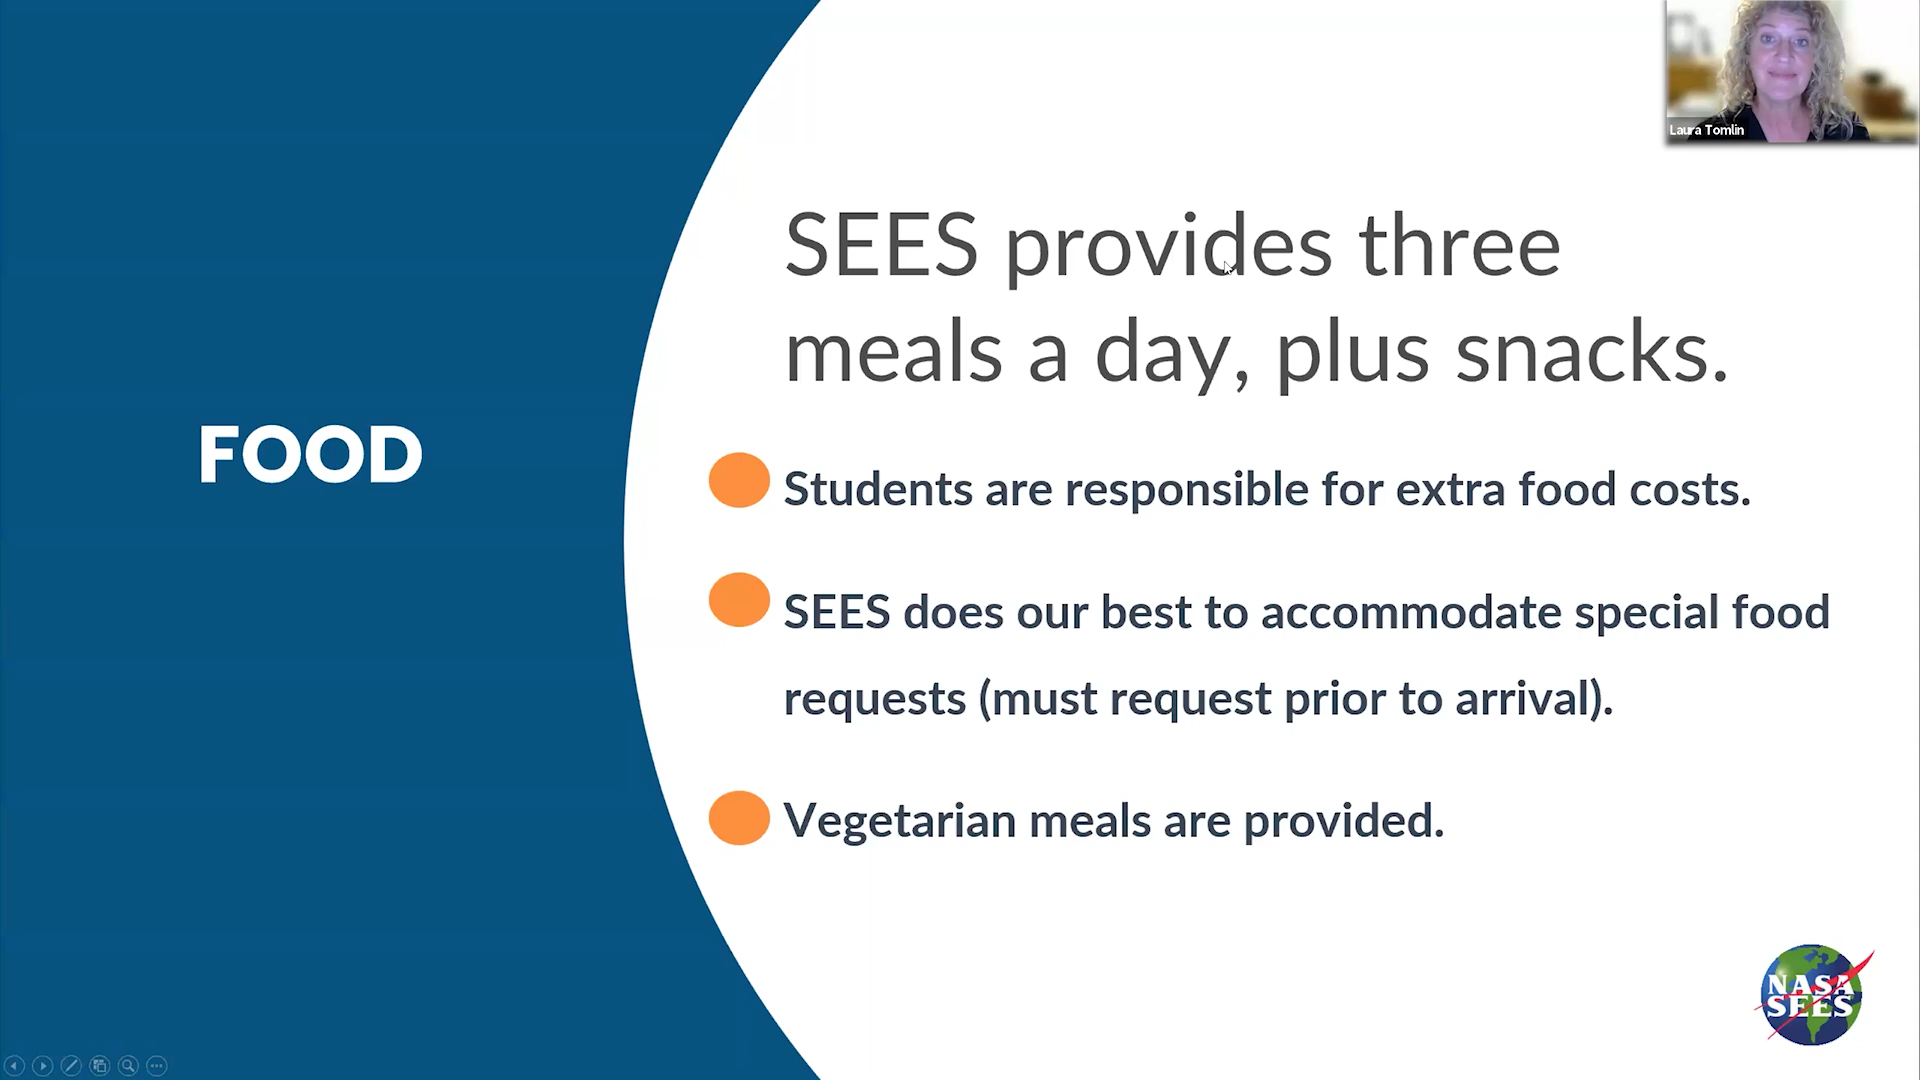 Laura Tomlin
SEES provides three
meals a day, plus snacks.
FOOD
Students are responsible for extra food costs.
SEES does our best to accommodate special food
requests (must request prior to arrival).
Vegetarian meals are provided.
NASA
SEES